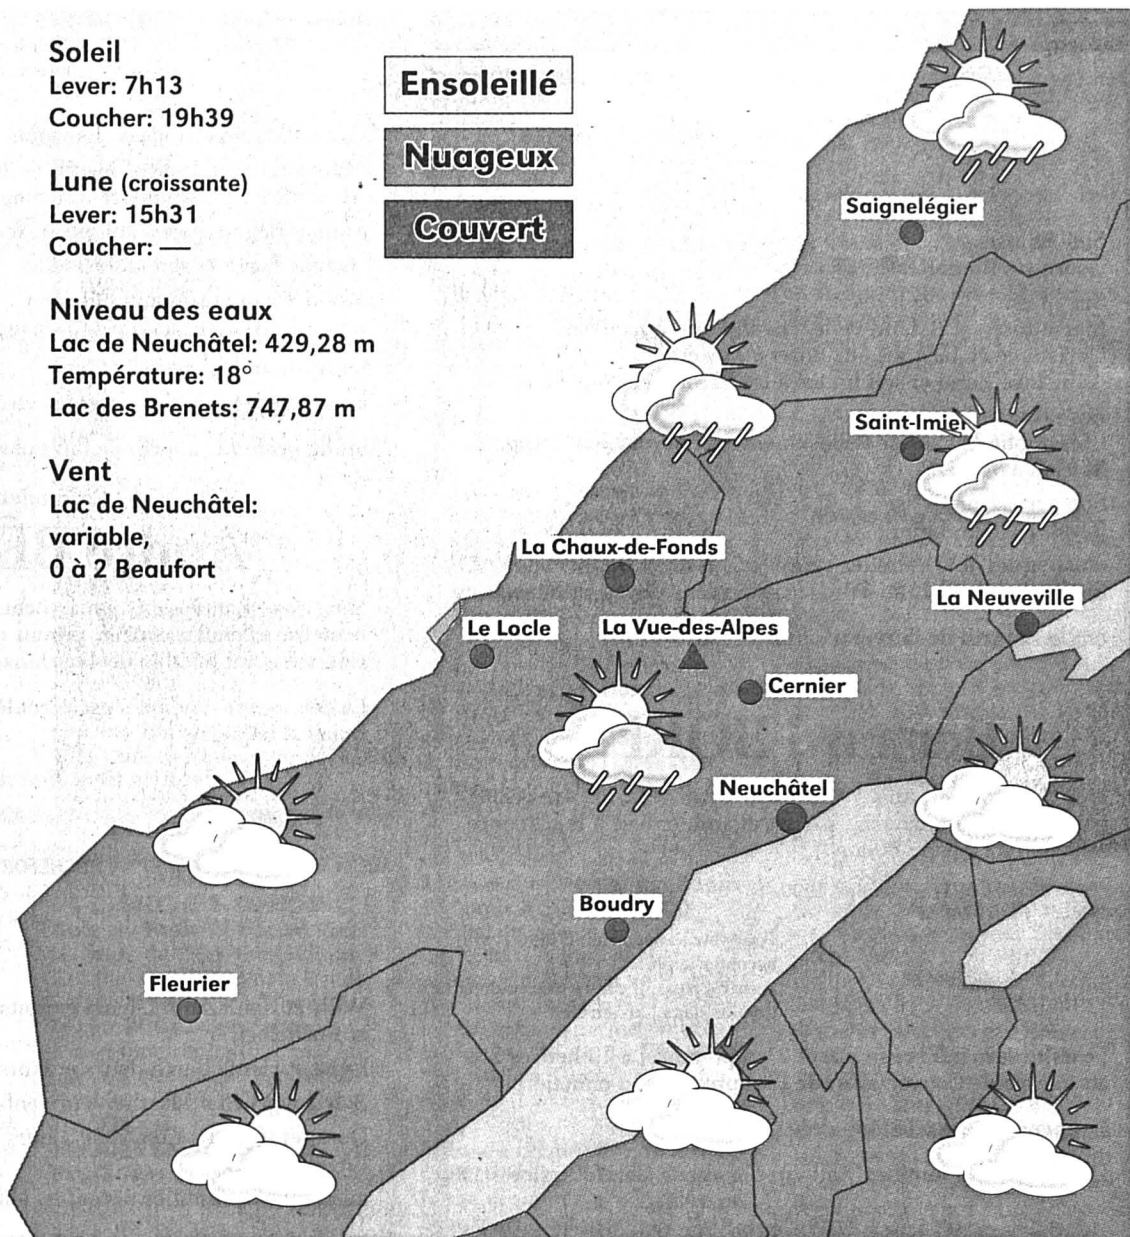 Soleil
Lever: 7h13
Coucher: 19h39
Lune (croissante)
Lever: 15h31
Coucher: —
Niveau des eaux
Lac de Neuchâtel: 429,28 m
Température: 18°
Lac des Brenets: 747,87 m
Vent
Lac de Neuchâtel:
variable,
0 à 2 Beaufort
Ensoleillé
Nuageux
Couvert
Saignelégier
Saint-Imier
La Chaux-de-Fonds
La Neuveville
Le Locle
La Vue-des-Alpes
Cernier
Neuchâtel
Boudry
Fleurier